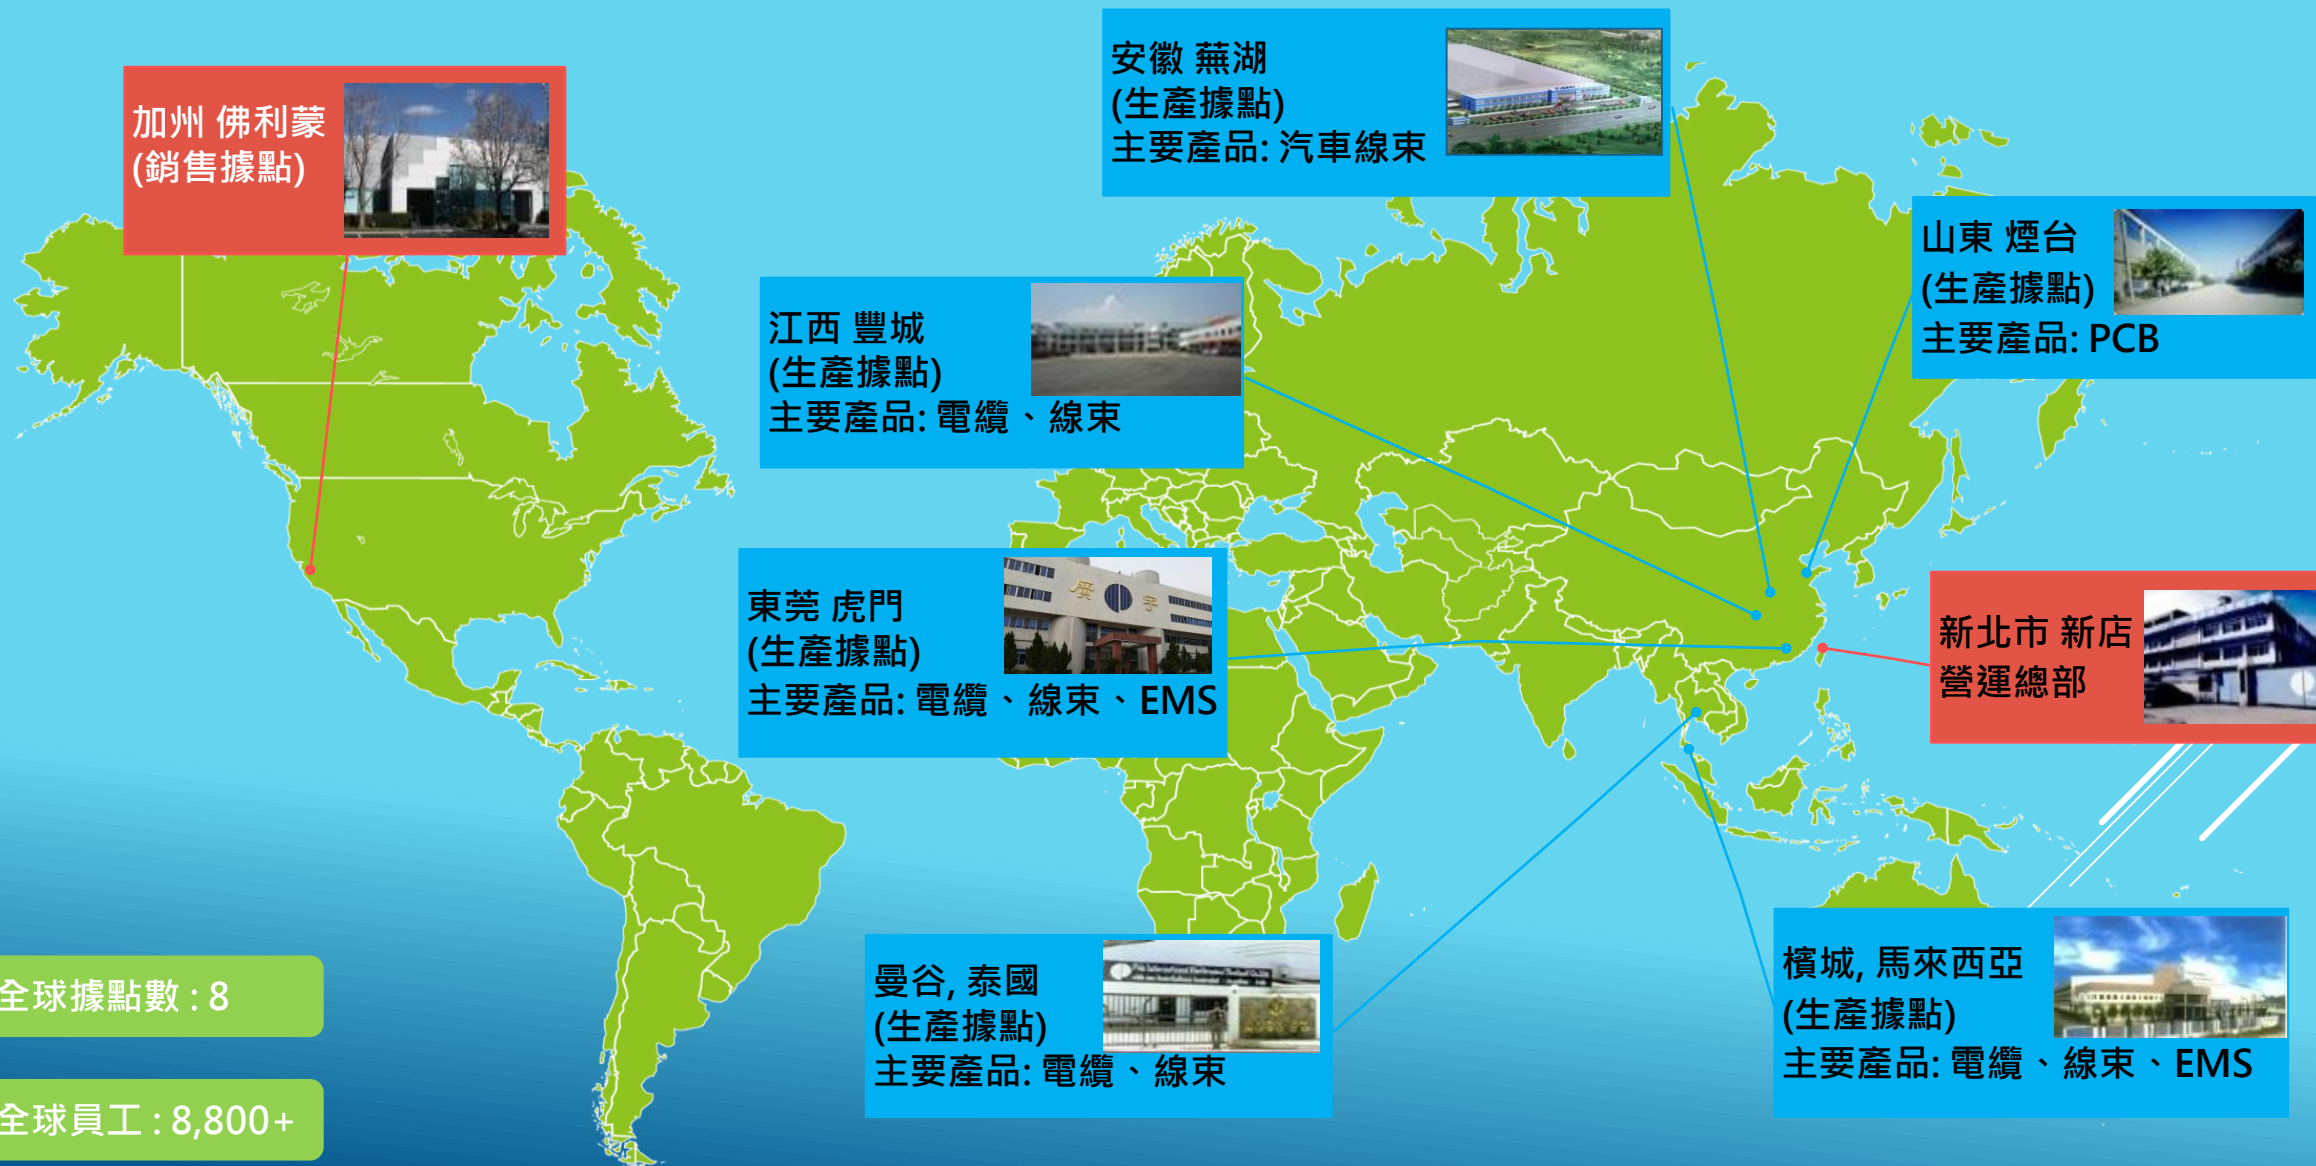 加州 佛利蒙
(銷售據點)
安徽 蕪湖
(生產據點)
主要產品: 汽車線束
山東 煙台
(生產據點)
主要產品: PCB
江西 豐城
(生產據點)
主要產品: 電纜、線束
東莞 虎門
(生產據點)
主要產品: 電纜、線束、EMS
廣 宇
新北市 新店
營運總部
曼谷, 泰國
(生產據點)
主要產品: 電纜、線束
檳城, 馬來西亞
(生產據點)
主要產品: 電纜、線束、EMS
全球據點數 : 8
全球員工 : 8,800+